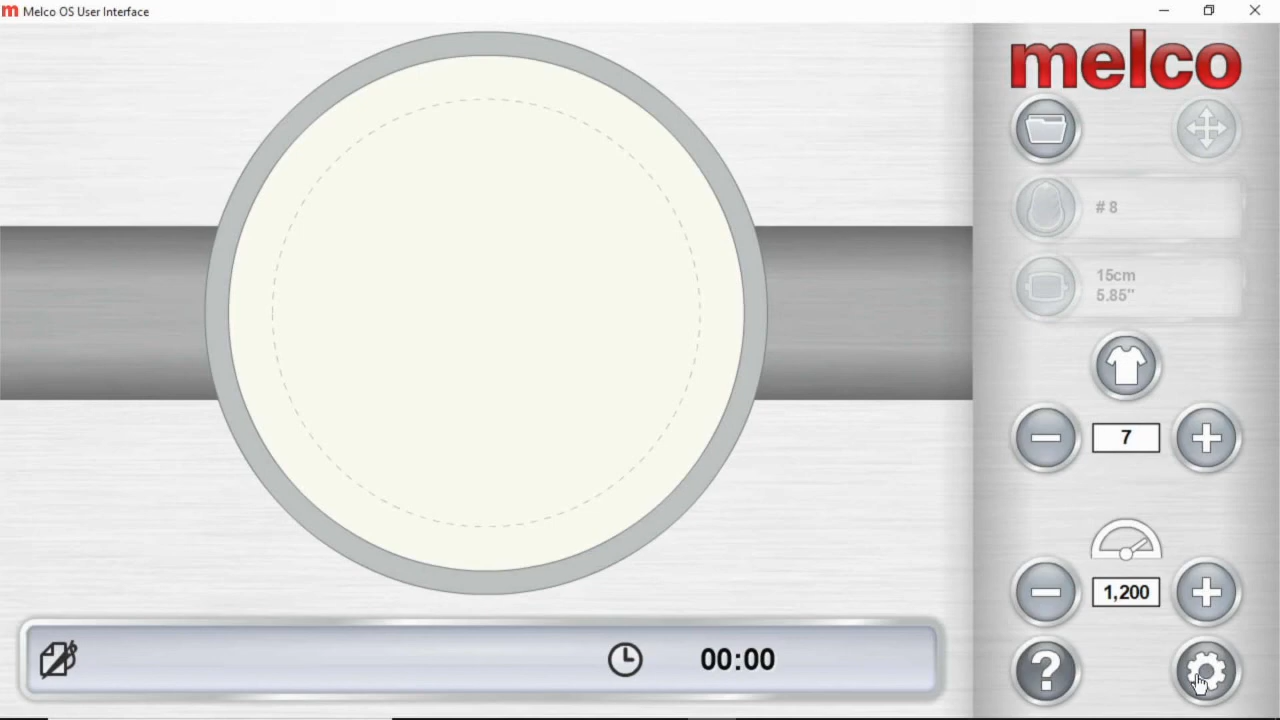 m Melco OS User Interface
melco
# 8
15cm
5.85"
7
1,200
00:00
?